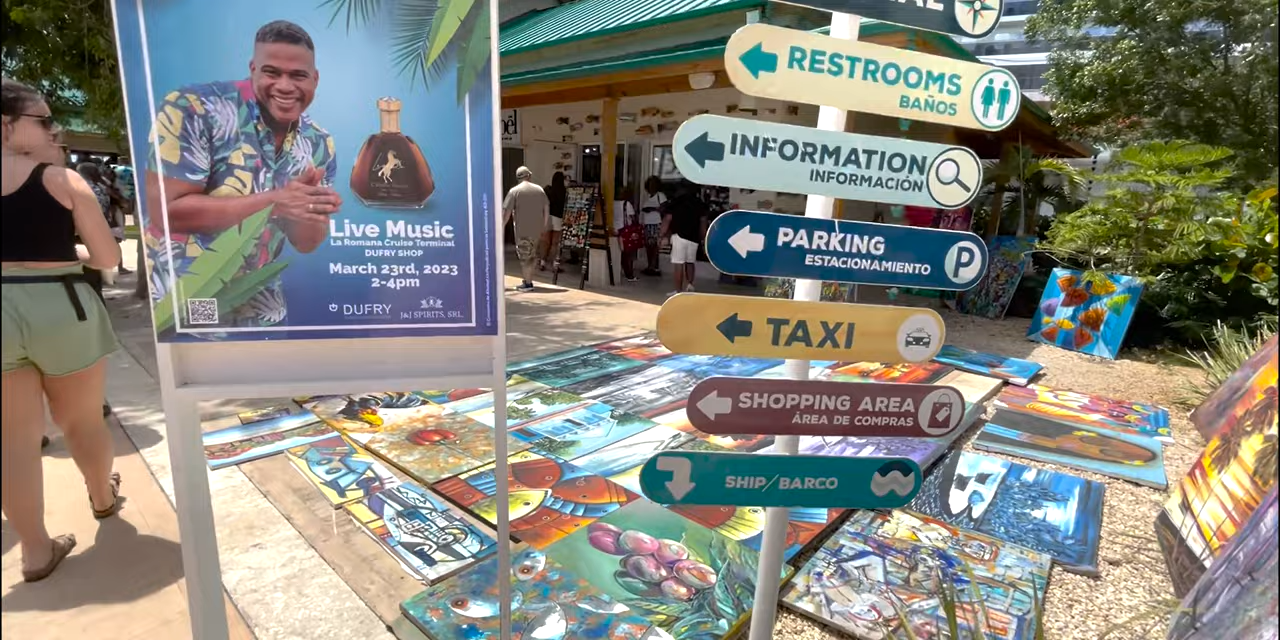 Live Music
La Romana Cruise Terminal
DUFRY SHOP
March 23rd, 2023
2-4pm
DUFRY
J&J SPIRITS, SRL
RESTROOMS
BAÑOS
INFORMATION
INFORMACIÓN
PARKING
ESTACIONAMIENTO
P
TAXI
SHOPPING AREA
ÁREA DE COMPRAS
SHIP/BARCO